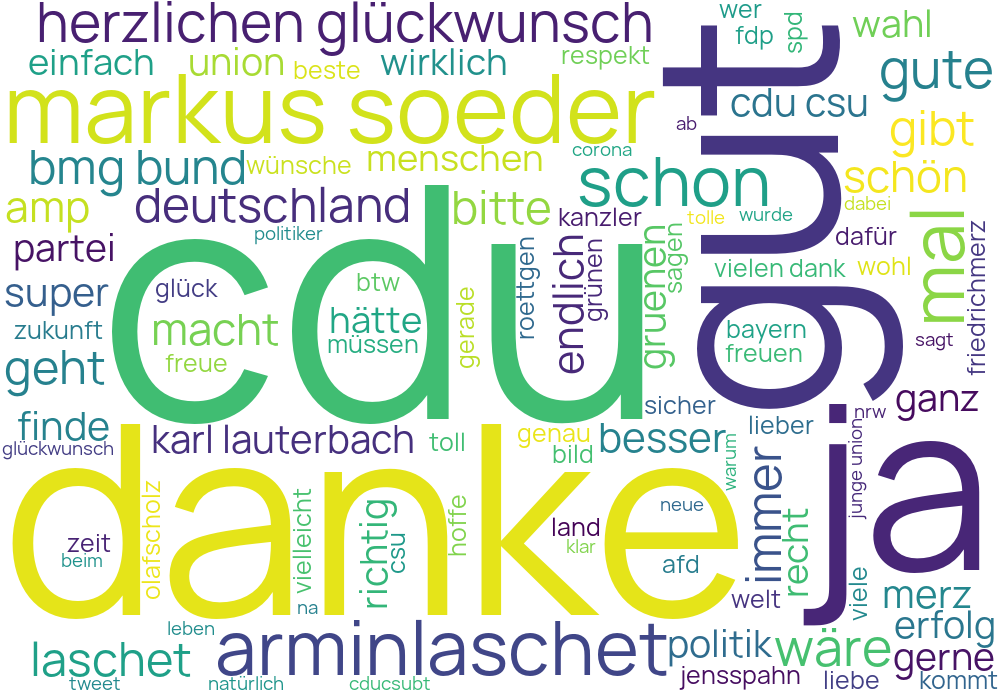 herzlichen glückwunsch
wer
fdp
spd
wahl
einfach
union
beste
wirklich
respekt
gute
markus soeder
gut
cdu csu
ab
gibt
bmg bund
wünsche
menschen
corona
schon
schön
amp
deutschland
bitte
kanzler
tolle
wurde
dabei
partei
politiker
cdu
endlich
grünen
gruenen
sagen
dafür
mal
friedrichmerz
super
glück
btw
roettgen
vielen dank
wohl
zukunft
macht
hätte
müssen
gerade
bayern
freuen
sagt
geht
freue
sicher
lieber
nrw
ganz
finde
glückwunsch
karl lauterbach
toll
genau
bild
besser
warum
junge union
ja
danke
zeit
beim
olafscholz
vielleicht
na
richtig
csu
hoffe
land
klar
neue
afd
immer
recht
welt
viele
merz
erfolg
leben
laschet
arminlaschet
politik
wäre
gerne
tweet
natürlich
cducsubt
jensspahn
liebe
kommt